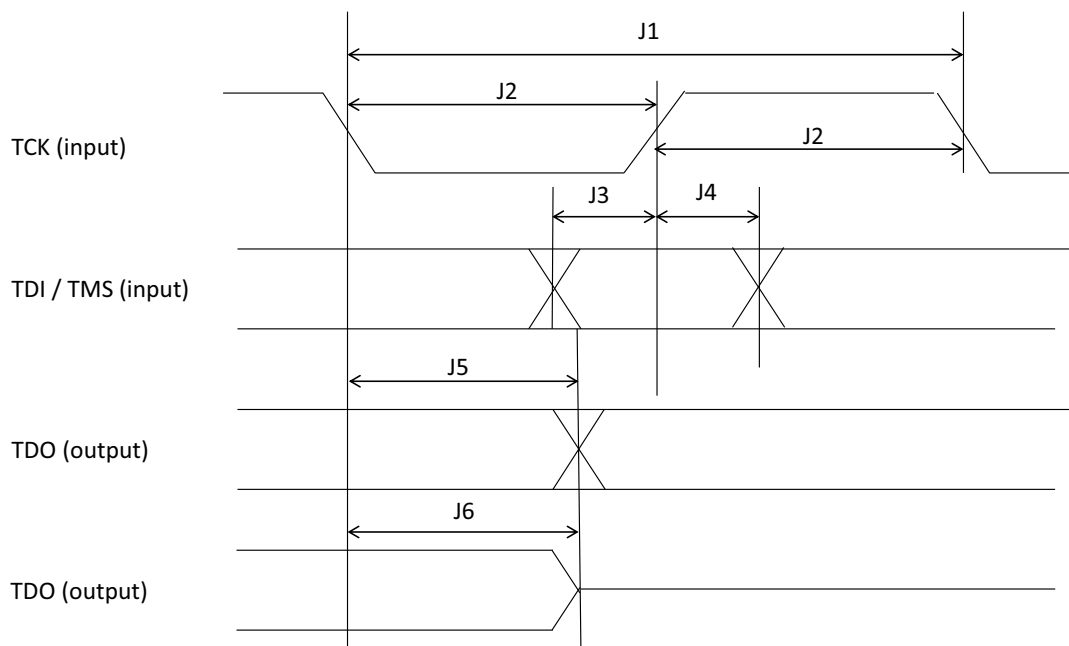 J1
J2
TCK (input)
J2
J3
J4
TDI / TMS (input)
J5
TDO (output)
J6
TDO (output)